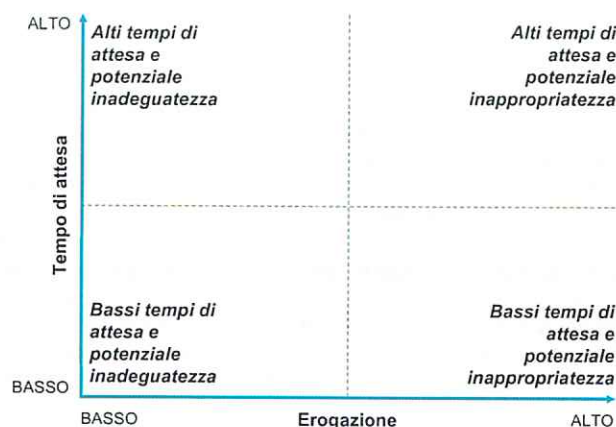 ALTO
Alti tempi di
attesa e
potenziale
inadeguatezza
Alti tempi di
attesa e
potenziale
inappropriatezza
Tempo di attesa
Bassi tempi di
attesa e
potenziale
inadeguatezza
Bassi tempi di
attesa e
potenziale
inappropriatezza
BASSO
BASSO
Erogazione
ALTO